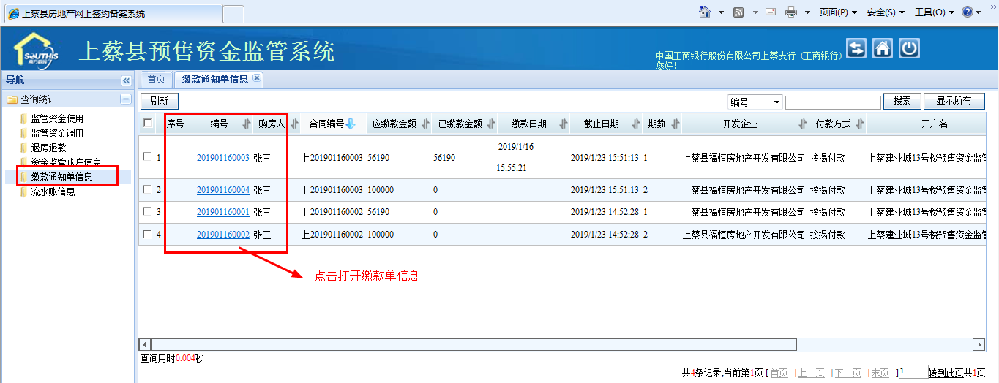 上蔡县房地产网上签约备案系统
页面(P) 安全(S) 工具(O)
SOUTHIS
南方数码
上蔡县预售资金监管系统
中国工商银行股份有限公司上蔡支行（工商银行）
您好！
导航
首页 缴款通知单信息
查询统计
刷新 编号 搜索 显示所有
监管资金使用
监管资金调用
退房退款
资金监管账户信息
缴款通知单信息
流水账信息
序号 编号 购房人 合同编号 应缴款金额 已缴款金额 缴款日期 截止日期 期数 开发企业 付款方式 开户名
1 201901160003 张三 上201901160003 56190 56190 2019/1/16 15:55:21 2019/1/23 15:51:13 1 上蔡县福恒房地产开发有限公司 按揭付款 上蔡建业城13号楼预售资金监管
2 201901160004 张三 上201901160003 100000 0 2019/1/23 15:51:13 2 上蔡县福恒房地产开发有限公司 按揭付款 上蔡建业城13号楼预售资金监管
3 201901160001 张三 上201901160002 56190 0 2019/1/23 14:52:28 1 上蔡县福恒房地产开发有限公司 按揭付款 上蔡建业城13号楼预售资金监管
4 201901160002 张三 上201901160002 100000 0 2019/1/23 14:52:28 2 上蔡县福恒房地产开发有限公司 按揭付款 上蔡建业城13号楼预售资金监管
点击打开缴款单信息
查询用时0.004秒
共4条记录,当前第1页 [ 首页 | 上一页 | 下一页 | 末页 ] 1 转到此页共1页